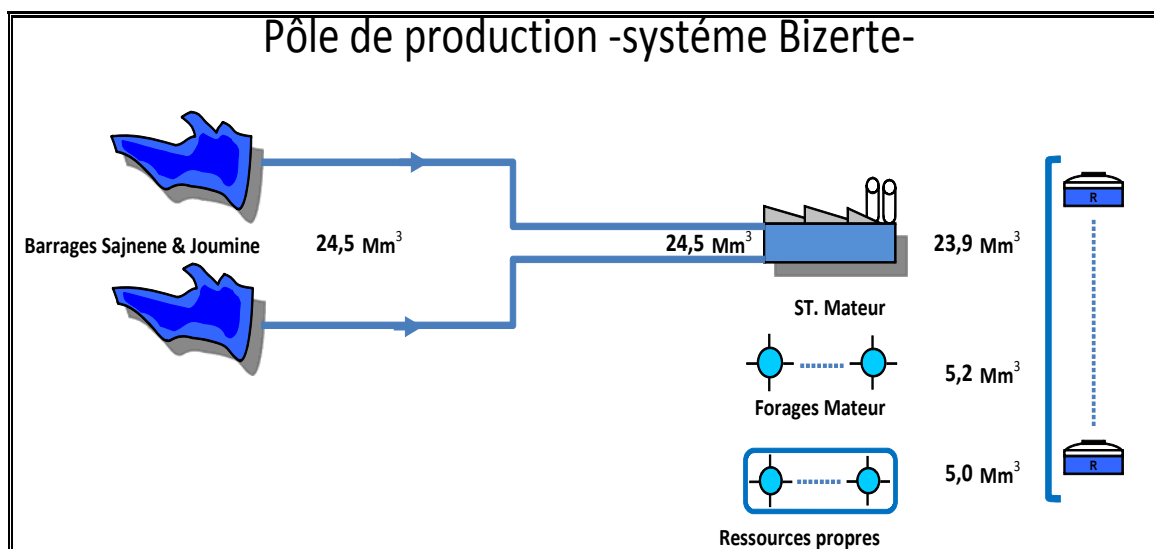 Pôle de production -systéme Bizerte-
R
Barrages Sajnene & Joumine 24,5 Mm³ 24,5 Mm³ 23,9 Mm³
ST. Mateur
5,2 Mm³
Forages Mateur
R
5,0 Mm³
Ressources propres